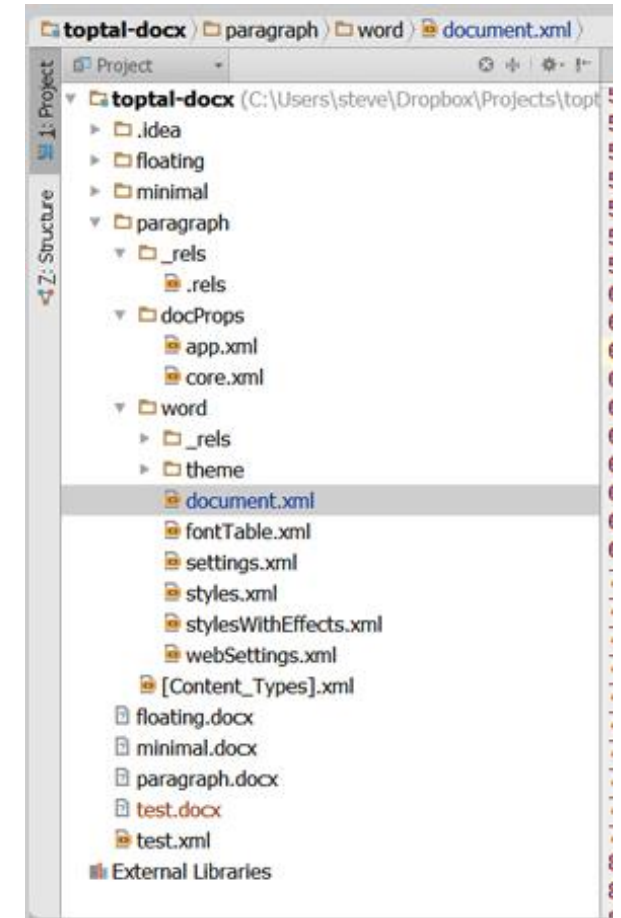 toptal-docx paragraph word document.xml
1: Project
Z: Structure
Project
toptal-docx (C:\Users\steve\Dropbox\Projects\topt
.idea
floating
minimal
paragraph
_rels
.rels
docProps
app.xml
core.xml
word
_rels
theme
document.xml
fontTable.xml
settings.xml
styles.xml
stylesWithEffects.xml
webSettings.xml
[Content_Types].xml
floating.docx
minimal.docx
paragraph.docx
test.docx
test.xml
External Libraries